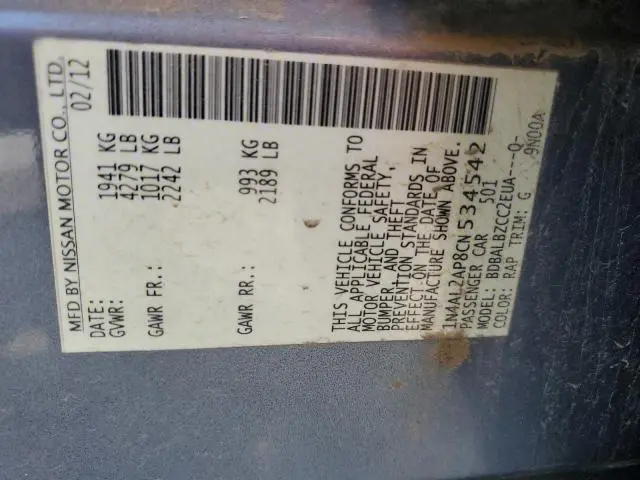 MFD BY NISSAN MOTOR CO., LTD.
DATE: 02/12
GVWR: 1941 KG
4279 LB
GAWR FR.: 1017 KG
2242 LB
GAWR RR.: 993 KG
2189 LB
THIS VEHICLE CONFORMS TO
ALL APPLICABLE FEDERAL
MOTOR VEHICLE SAFETY,
BUMPER, AND THEFT
PREVENTION STANDARDS IN
EFFECT ON THE DATE OF
MANUFACTURE SHOWN ABOVE.
1N4AL2AP8CN534542
PASSENGER CAR 501
MODEL: BDBALBZCC2EUA---Q-
COLOR: RAP TRIM: G 9N00A